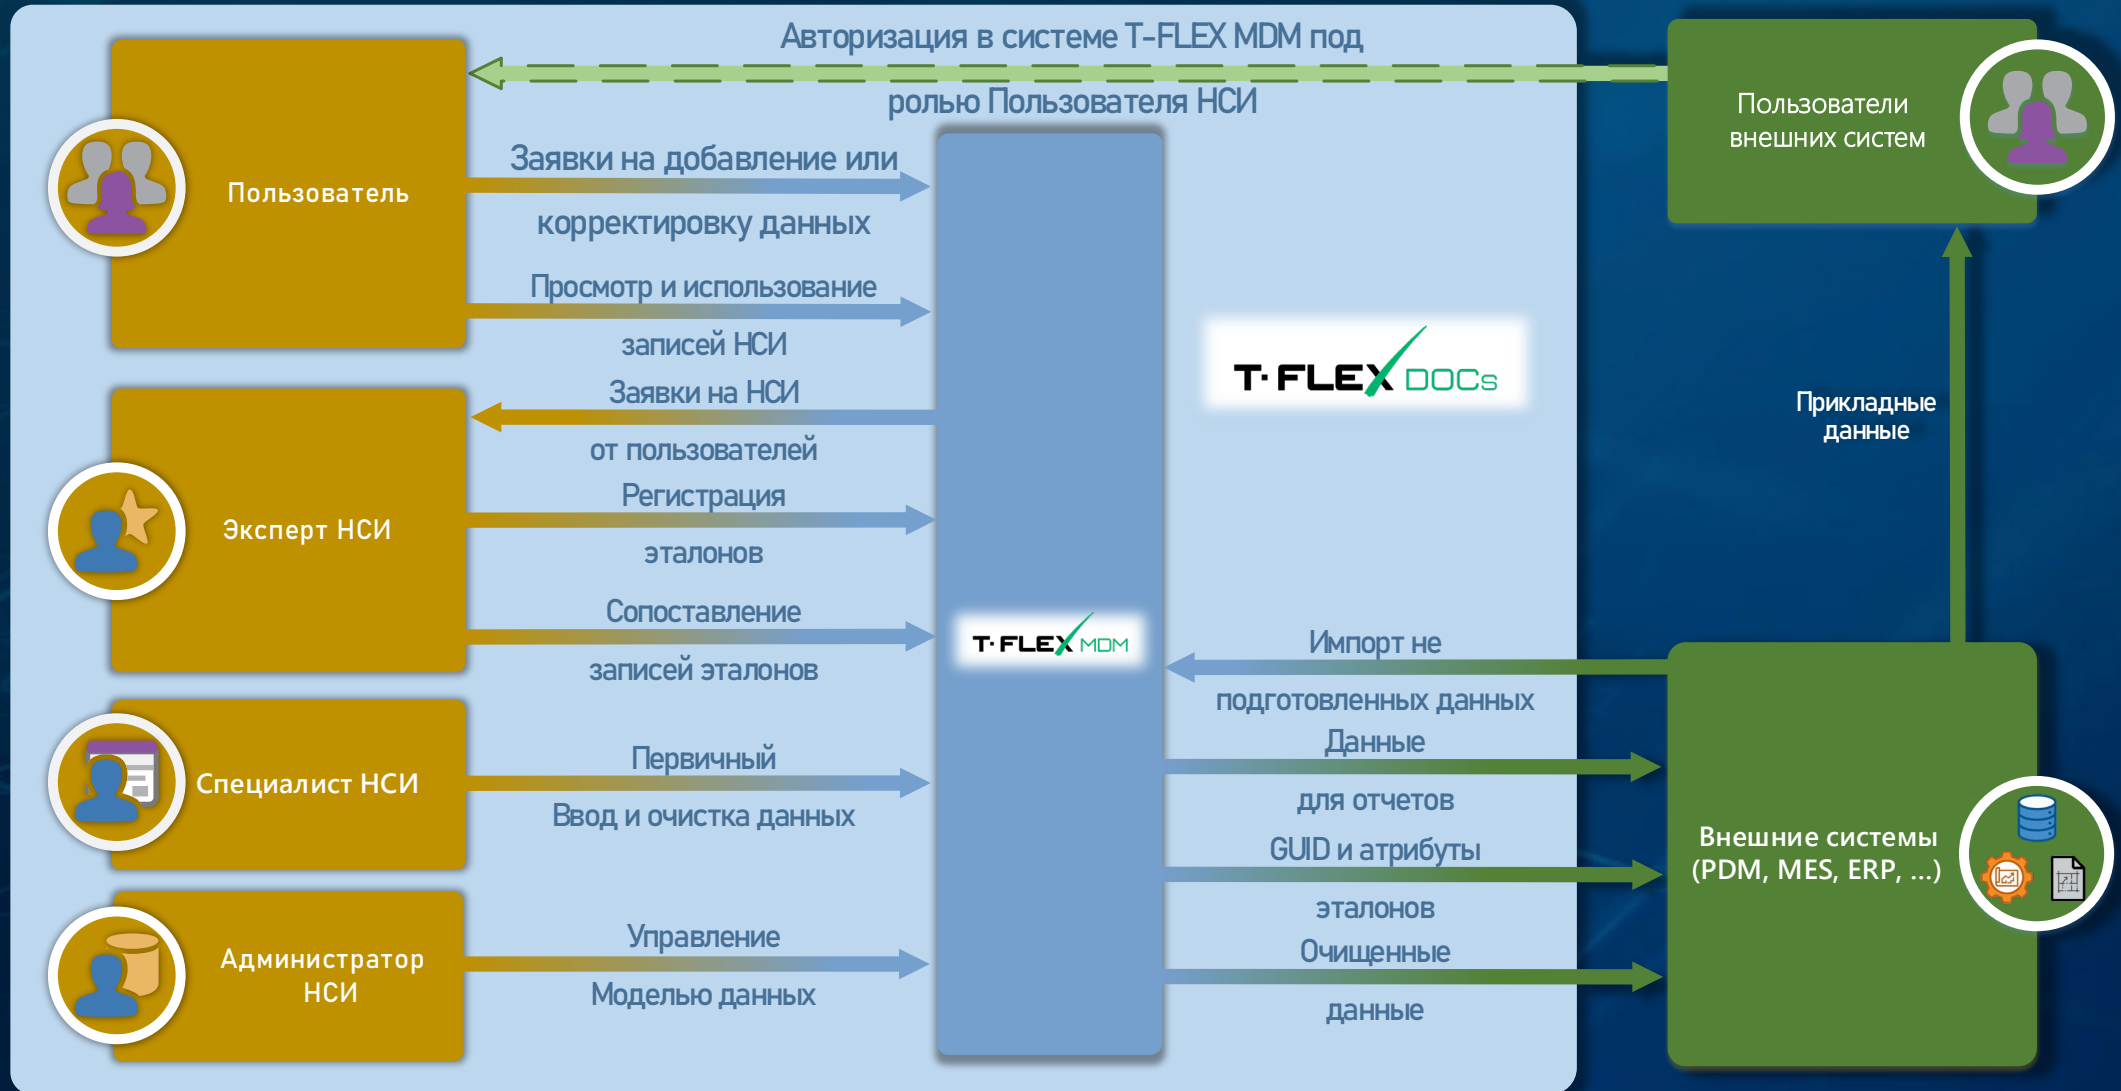 Авторизация в системе T-FLEX MDM под
ролью Пользователя НСИ
Пользователи
внешних систем
Пользователь
Заявки на добавление или
корректировку данных
Просмотр и использование
записей НСИ
Заявки на НСИ
от пользователей
Эксперт НСИ
Регистрация
эталонов
Сопоставление
записей эталонов
Специалист НСИ
Первичный
Ввод и очистка данных
Администратор
НСИ
Управление
Моделью данных
T·FLEX MDM
T·FLEX DOCs
Прикладные
данные
Импорт не
подготовленных данных
Данные
для отчетов
GUID и атрибуты
эталонов
Очищенные
данные
Внешние системы
(PDM, MES, ERP, ...)